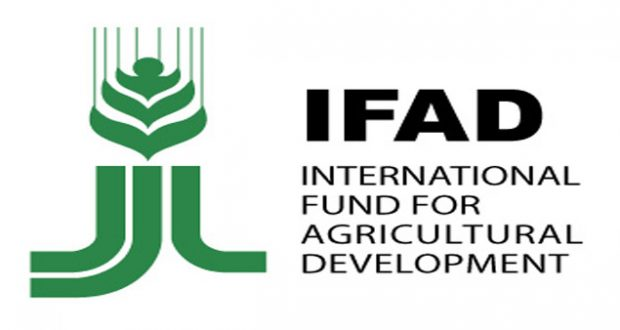 IFAD
INTERNATIONAL
FUND FOR
AGRICULTURAL
DEVELOPMENT